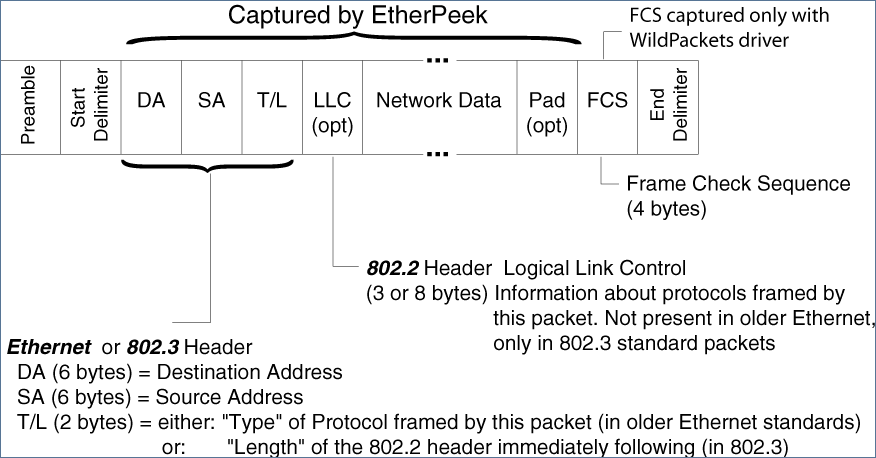 Captured by EtherPeek
FCS captured only with
WildPackets driver
Preamble
Start
Delimiter
DA
SA
T/L
LLC
(opt)
Network Data
Pad
(opt)
FCS
End
Delimiter
Frame Check Sequence
(4 bytes)
802.2 Header Logical Link Control
(3 or 8 bytes) Information about protocols framed by
this packet. Not present in older Ethernet,
only in 802.3 standard packets
Ethernet or 802.3 Header
DA (6 bytes) = Destination Address
SA (6 bytes) = Source Address
T/L (2 bytes) = either: "Type" of Protocol framed by this packet (in older Ethernet standards)
or: "Length" of the 802.2 header immediately following (in 802.3)